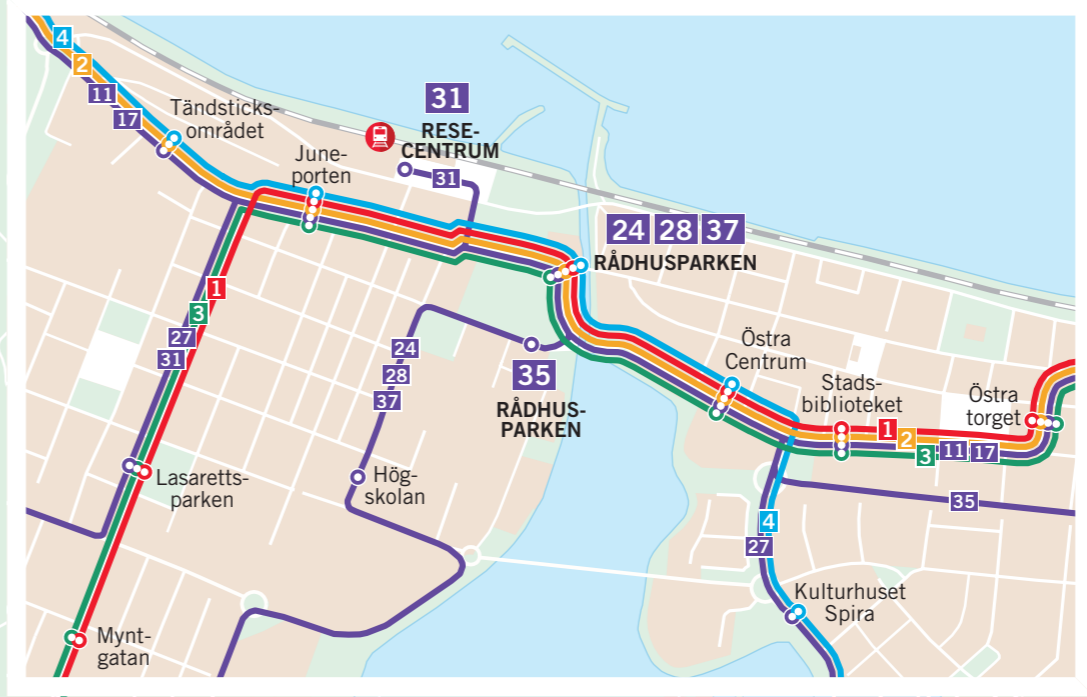 4
2
11
17
Tändsticks-
området
June-
porten
31
RESE-
CENTRUM
31
24 28 37
RÅDHUSPARKEN
1
3
27
31
24
28
37
35
RÅDHUS-
PARKEN
Östra
Centrum
Stads-
biblioteket
Östra
torget
1 2
3 11 17
35
Lasaretts-
parken
Hög-
skolan
4
27
Kulturhuset
Spira
Mynt-
gatan